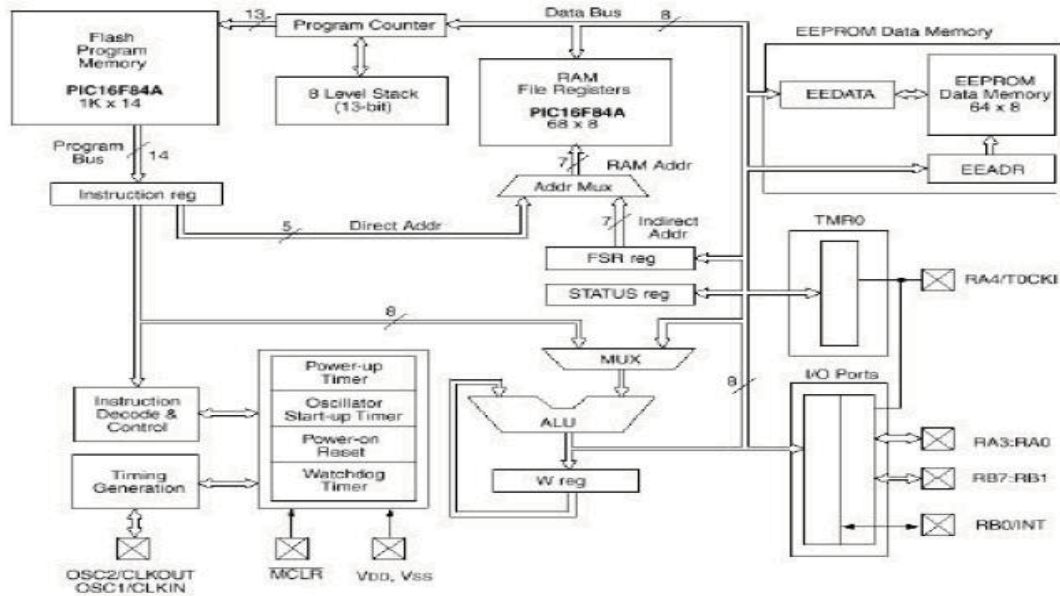 Flash
Program
Memory
PIC16F84A
1K x 14
13
Program Counter
8 Level Stack
(13-bit)
Data Bus
8
RAM
File Registers
PIC16F84A
68 x 8
EEPROM Data Memory
EEDATA
EEPROM
Data Memory
64 x 8
EEADR
Program
Bus
14
Instruction reg
7
RAM Addr
Addr Mux
5
Direct Addr
7
Indirect
Addr
FSR reg
STATUS reg
TMR0
RA4/T0CKI
8
MUX
8
I/O Ports
Power-up
Timer
Instruction
Decode &
Control
Oscillator
Start-up Timer
ALU
Power-on
Reset
RA3:RA0
Timing
Generation
Watchdog
Timer
W reg
RB7:RB1
RB0/INT
OSC2/CLKOUT
OSC1/CLKIN
MCLR
VDD, VSS